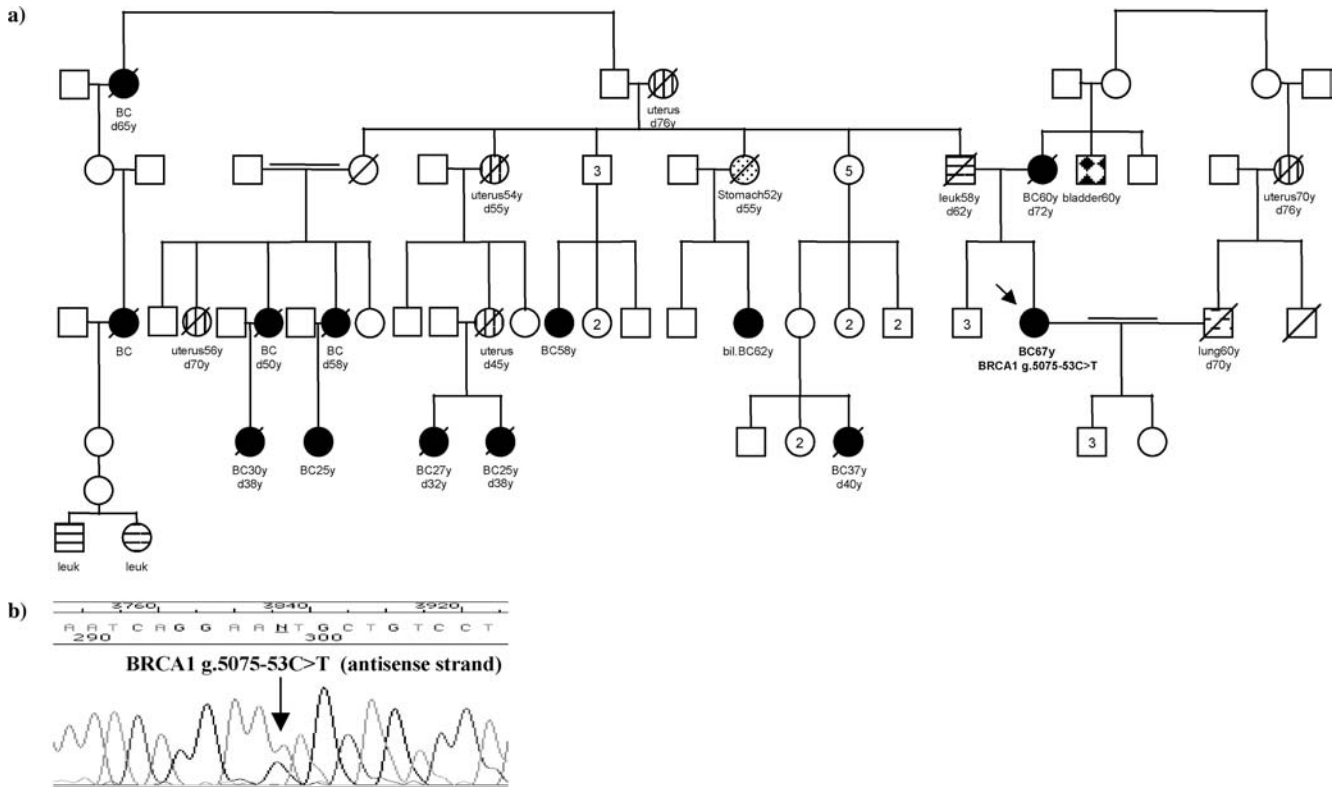 a)
BC
d65y
uterus
d76y
3
5
uterus54y
d55y
Stomach52y
d55y
leuk58y
d62y
BC60y
d72y
bladder60y
uterus70y
d76y
2
2
2
3
BC
uterus56y
d70y
BC
d50y
BC
d58y
uterus
d45y
BC58y
bil.BC62y
BC67y
BRCA1 g.5075-53C>T
lung60y
d70y
2
3
BC30y
d38y
BC25y
BC27y
d32y
BC25y
d38y
BC37y
d40y
leuk
leuk
b)
3760 3840 3920
A A T C A G G A A N T G C T G T C C T
290 300
BRCA1 g.5075-53C>T (antisense strand)